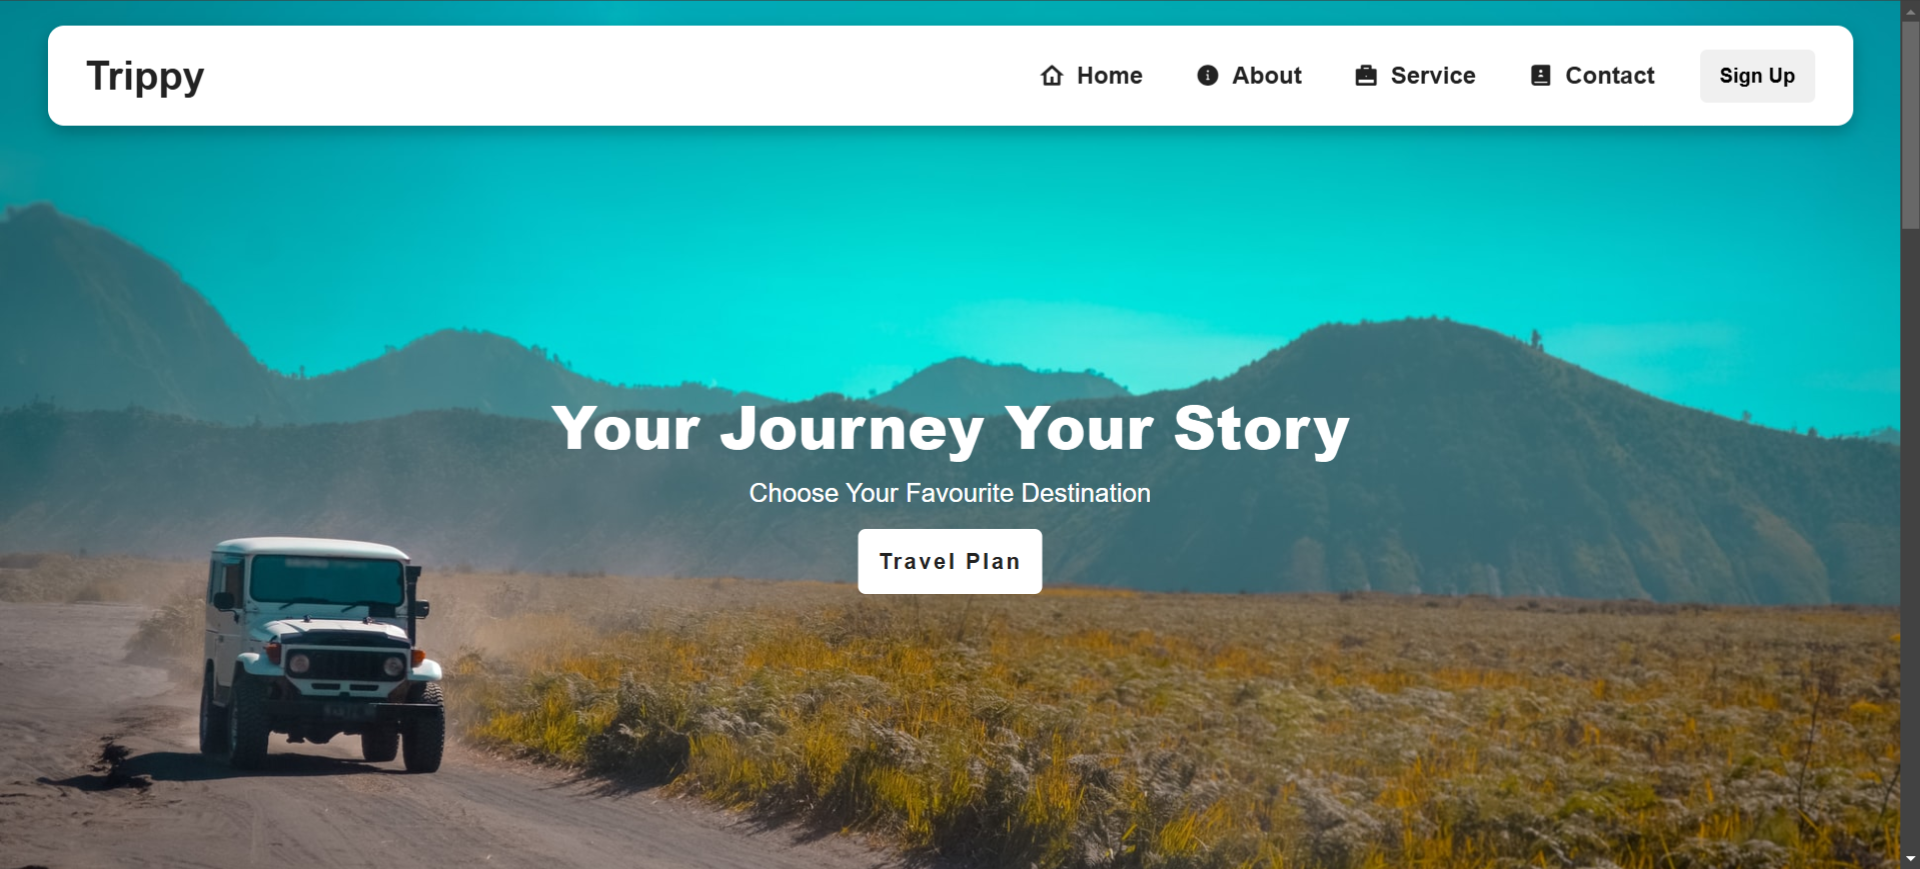 Trippy
Home
About
Service
Contact
Sign Up
Your Journey Your Story
Choose Your Favourite Destination
Travel Plan